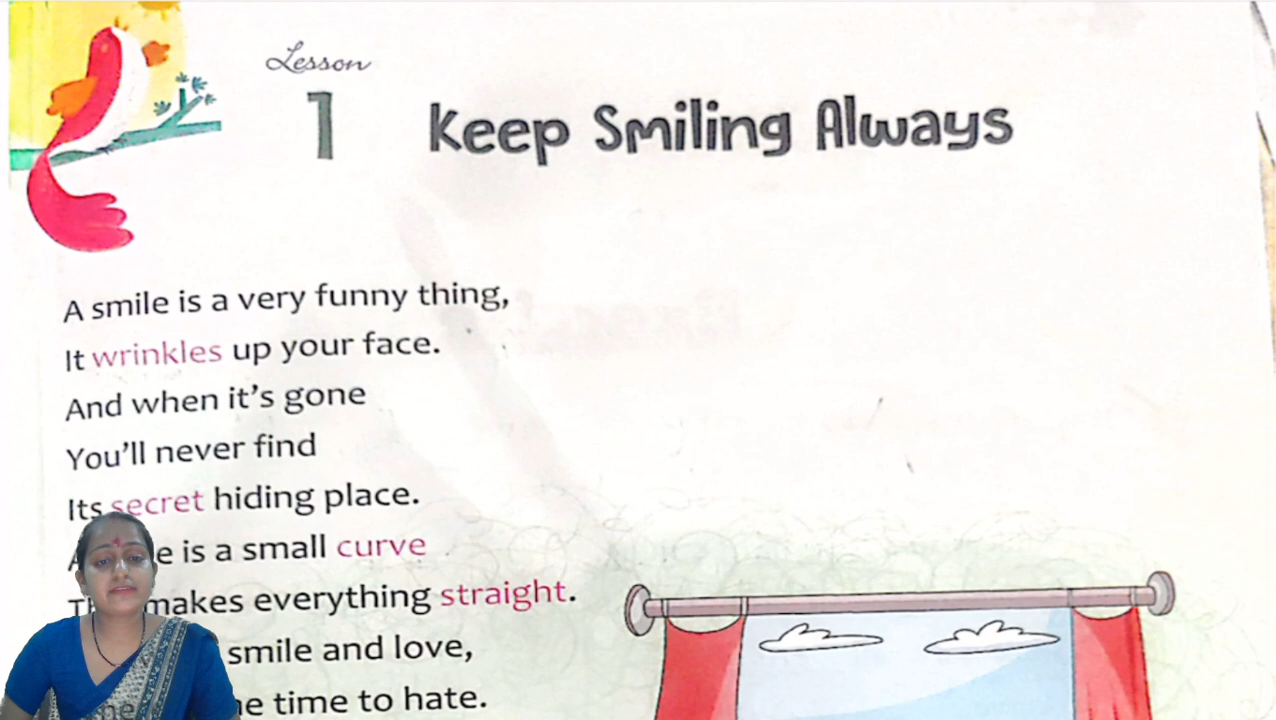 Lesson
1
Keep Smiling Always
A smile is a very funny thing,
It wrinkles up your face.
And when it's gone
You'll never find
Its secret hiding place.
is a small curve
makes everything straight.
smile and love,
time to hate.